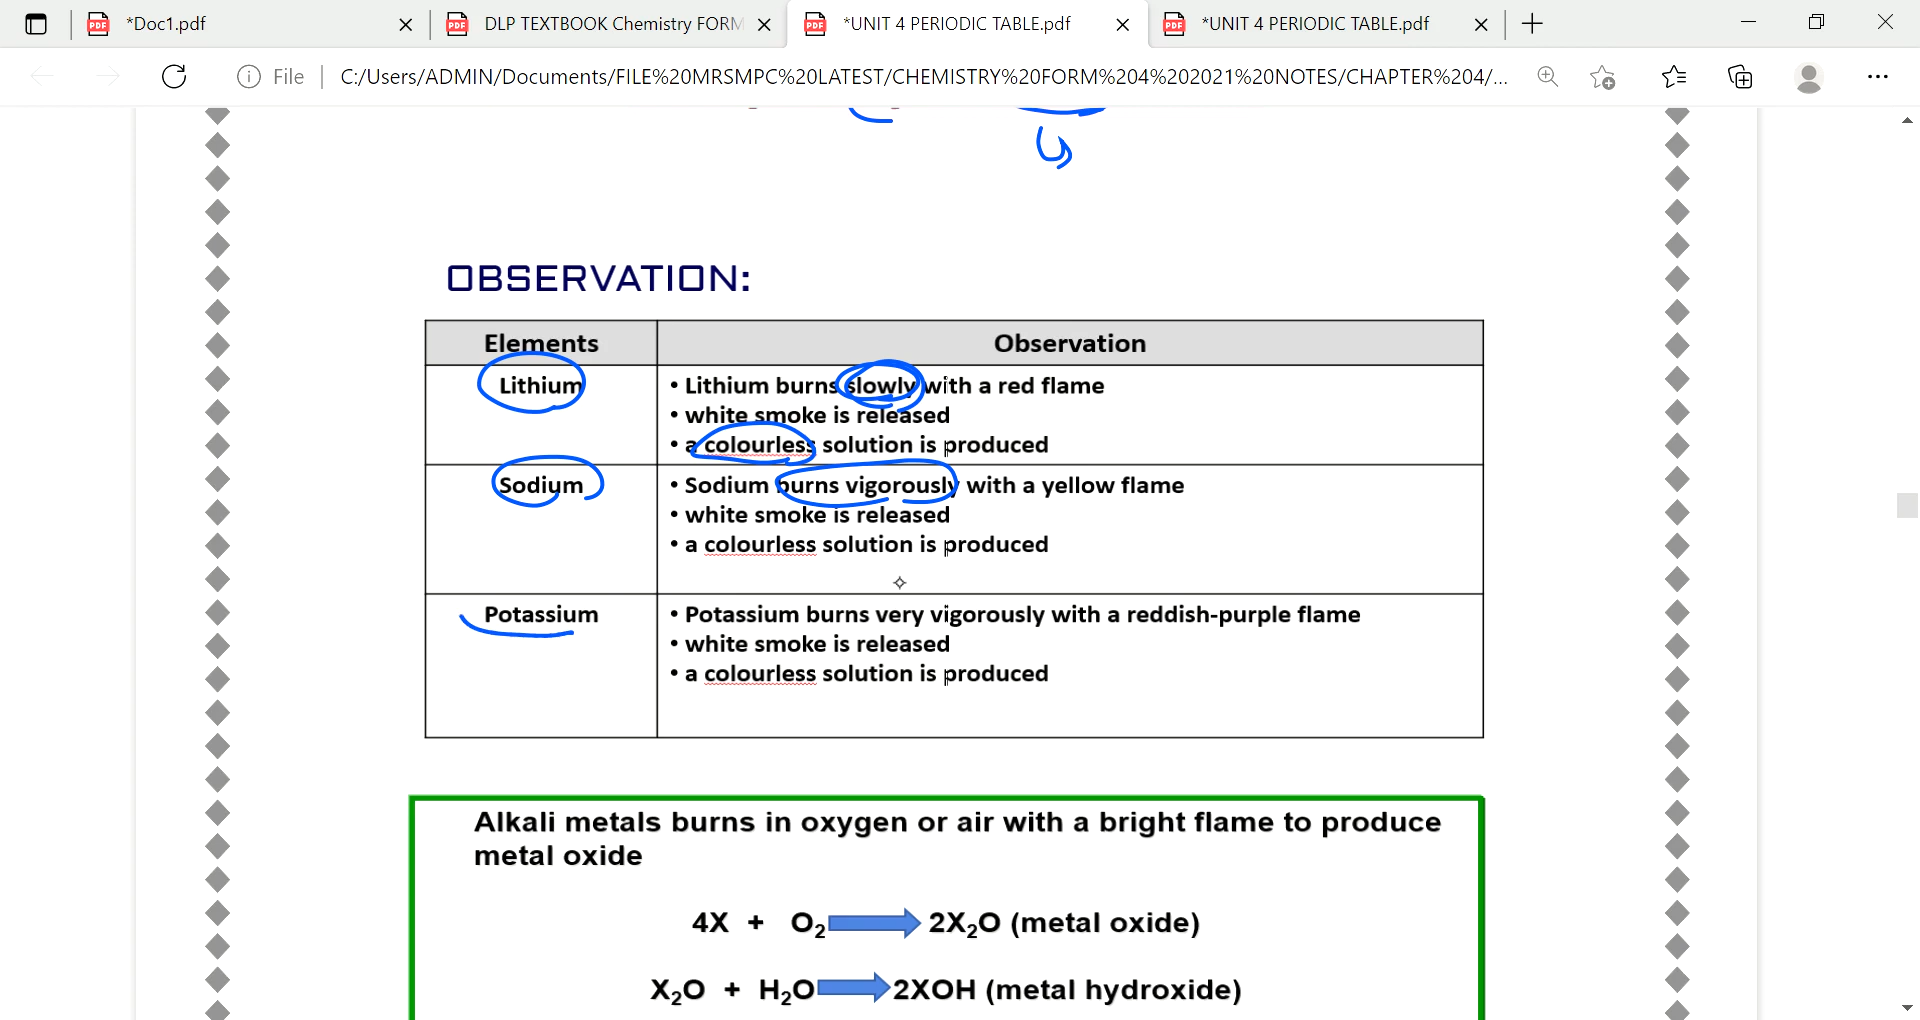 *Doc1.pdf
DLP TEXTBOOK Chemistry FORM
*UNIT 4 PERIODIC TABLE.pdf
*UNIT 4 PERIODIC TABLE.pdf
File
C:/Users/ADMIN/Documents/FILE%20MRSMPC%20LATEST/CHEMISTRY%20FORM%204%202021%20NOTES/CHAPTER%204/...
OBSERVATION:
Elements
Observation
Lithium
• Lithium burns slowly with a red flame
• white smoke is released
• a colourless solution is produced
Sodium
• Sodium burns vigorously with a yellow flame
• white smoke is released
• a colourless solution is produced
Potassium
• Potassium burns very vigorously with a reddish-purple flame
• white smoke is released
• a colourless solution is produced
Alkali metals burns in oxygen or air with a bright flame to produce
metal oxide
4X + O₂ → 2X₂O (metal oxide)
X₂O + H₂O → 2XOH (metal hydroxide)